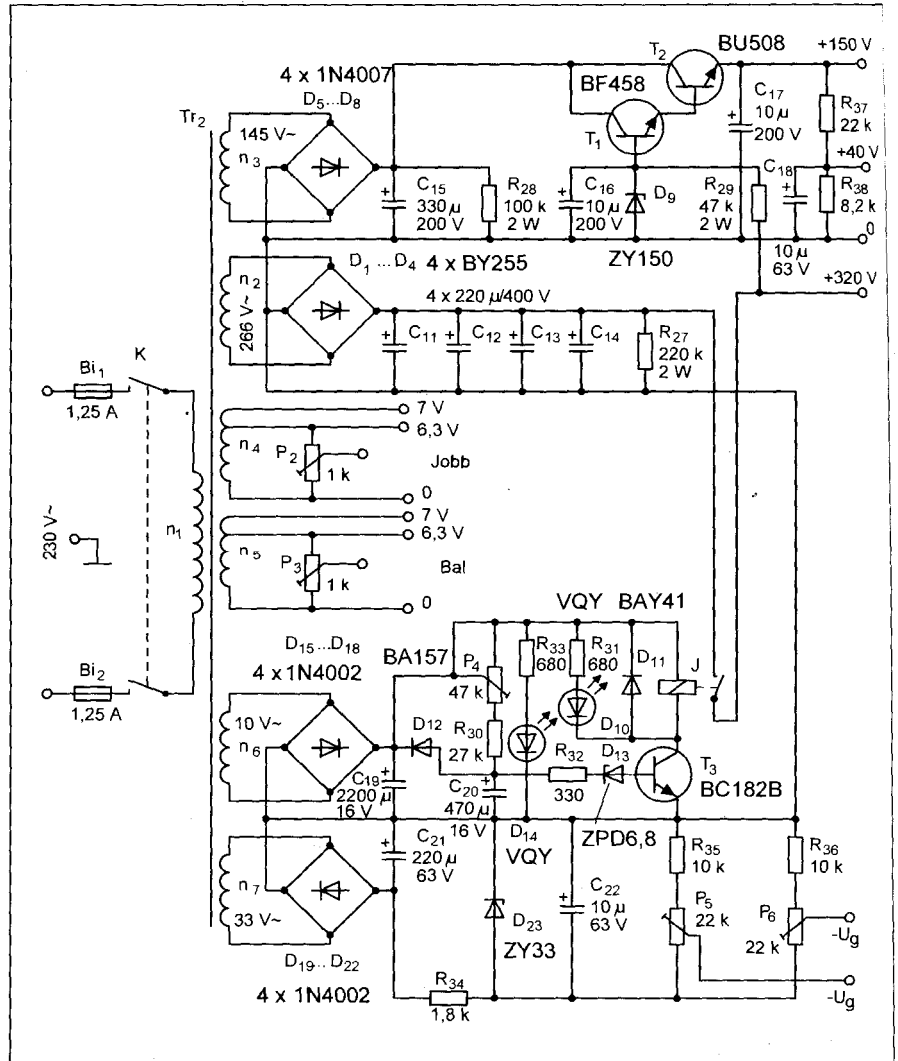 BU508
+150 V
T2
4 x 1N4007
BF458
C17
10 µ
200 V
R37
22 k
D5...D8
Tr2
145 V~
n3
T1
+40 V
C18
C15
330 µ
200 V
R28
100 k
2 W
C16
10 µ
200 V
D9
R29
47 k
2 W
R38
8,2 k
0
ZY150
10 µ
63 V
D1 ...D4
4 x BY255
+320 V
n2
266 V~
4 x 220 µ/400 V
C11
C12
C13
C14
R27
220 k
2 W
Bi1
1,25 A
K
7 V
6,3 V
n4
P2
1 k
Jobb
0
7 V
6,3 V
n1
230 V~
n5
P3
1 k
Bal
0
VQY
BAY41
D15...D18
4 x 1N4002
BA157
P4
47 k
R33
680
R31
680
D11
J
Bi2
1,25 A
10 V~
n6
D12
R30
27 k
D10
R32
330
D13
T3
BC182B
C19
2200 µ
16 V
C20
470 µ
16 V
D14
VQY
ZPD6,8
C21
220 µ
63 V
R35
10 k
R36
10 k
n7
33 V~
D23
ZY33
C22
10 µ
63 V
P5
22 k
P6
22 k
-Ug
D19...D22
4 x 1N4002
R34
1,8 k
-Ug